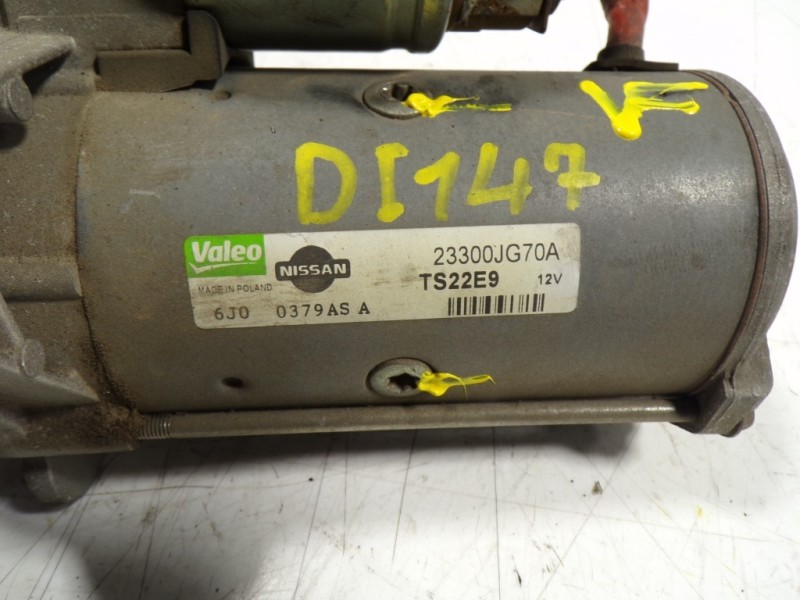 DI147
Valeo
NISSAN
23300JG70A
MADE IN POLAND
TS22E9 12V
6J0 0379AS A